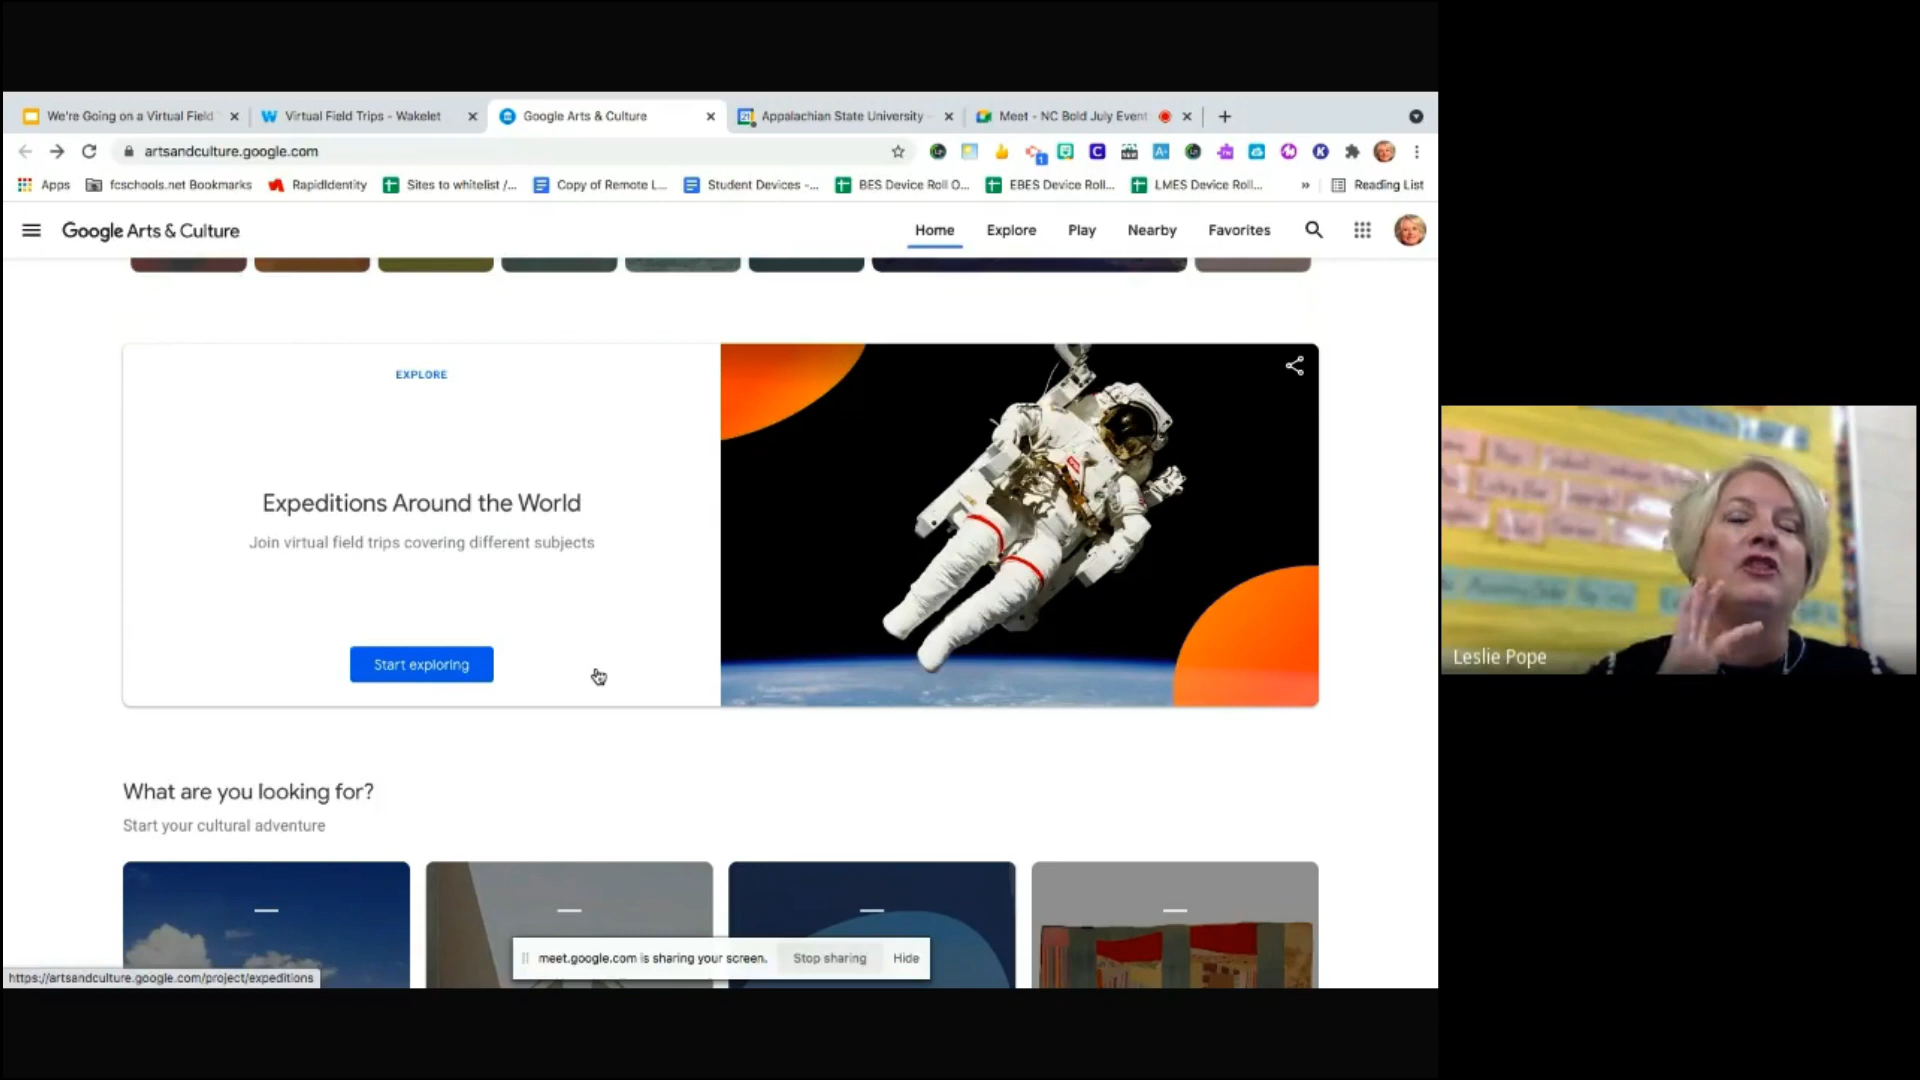 We're Going on a Virtual Field
Virtual Field Trips - Wakelet
Google Arts & Culture
Appalachian State University -
Meet - NC Bold July Event
artsandculture.google.com
Apps
fcschools.net Bookmarks
RapidIdentity
Sites to whitelist /...
Copy of Remote L...
Student Devices -...
BES Device Roll O...
EBES Device Roll...
LMES Device Roll...
»
Reading List
Google Arts & Culture
Home
Explore
Play
Nearby
Favorites
EXPLORE
Expeditions Around the World
Join virtual field trips covering different subjects
Start exploring
What are you looking for?
Start your cultural adventure
meet.google.com is sharing your screen.
Stop sharing
Hide
https://artsandculture.google.com/project/expeditions
Leslie Pope